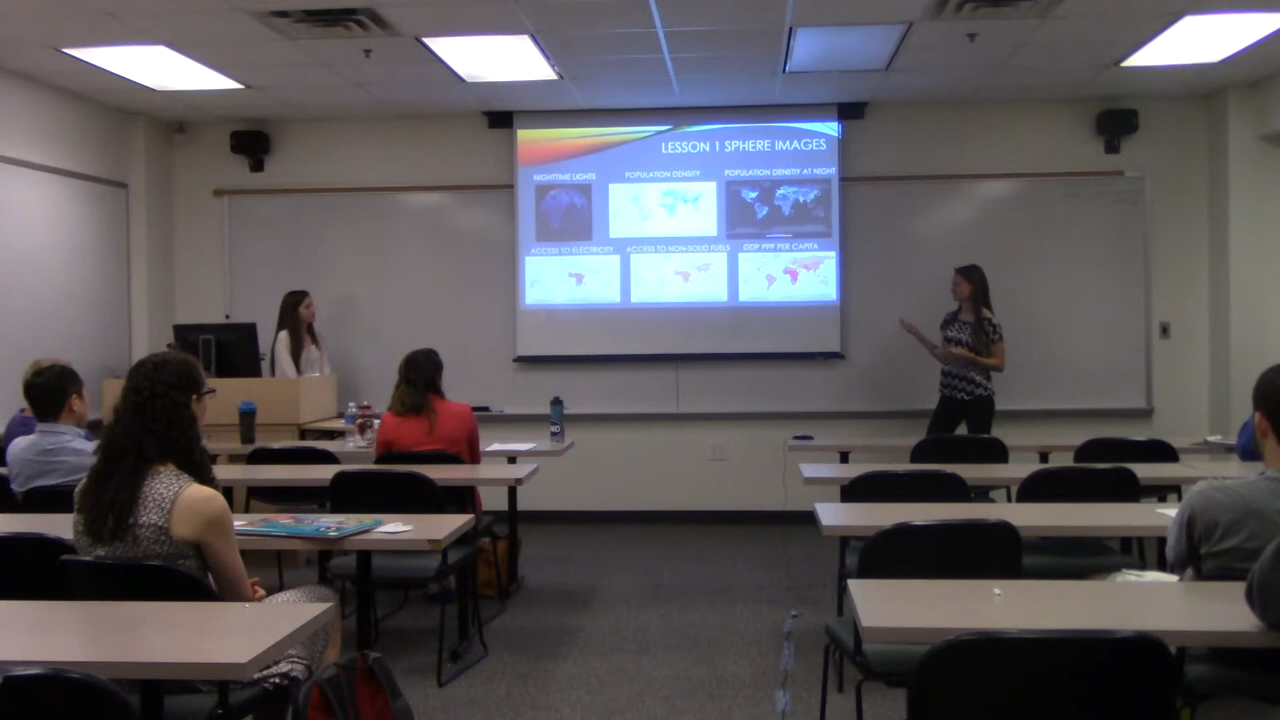 LESSON 1 SPHERE IMAGES
NIGHTTIME LIGHTS
POPULATION DENSITY
POPULATION DENSTIY AT NIGHT
ACCESS TO ELECTRICITY
ACCESS TO NON-SOLID FUELS
GDP PPP PER CAPITA